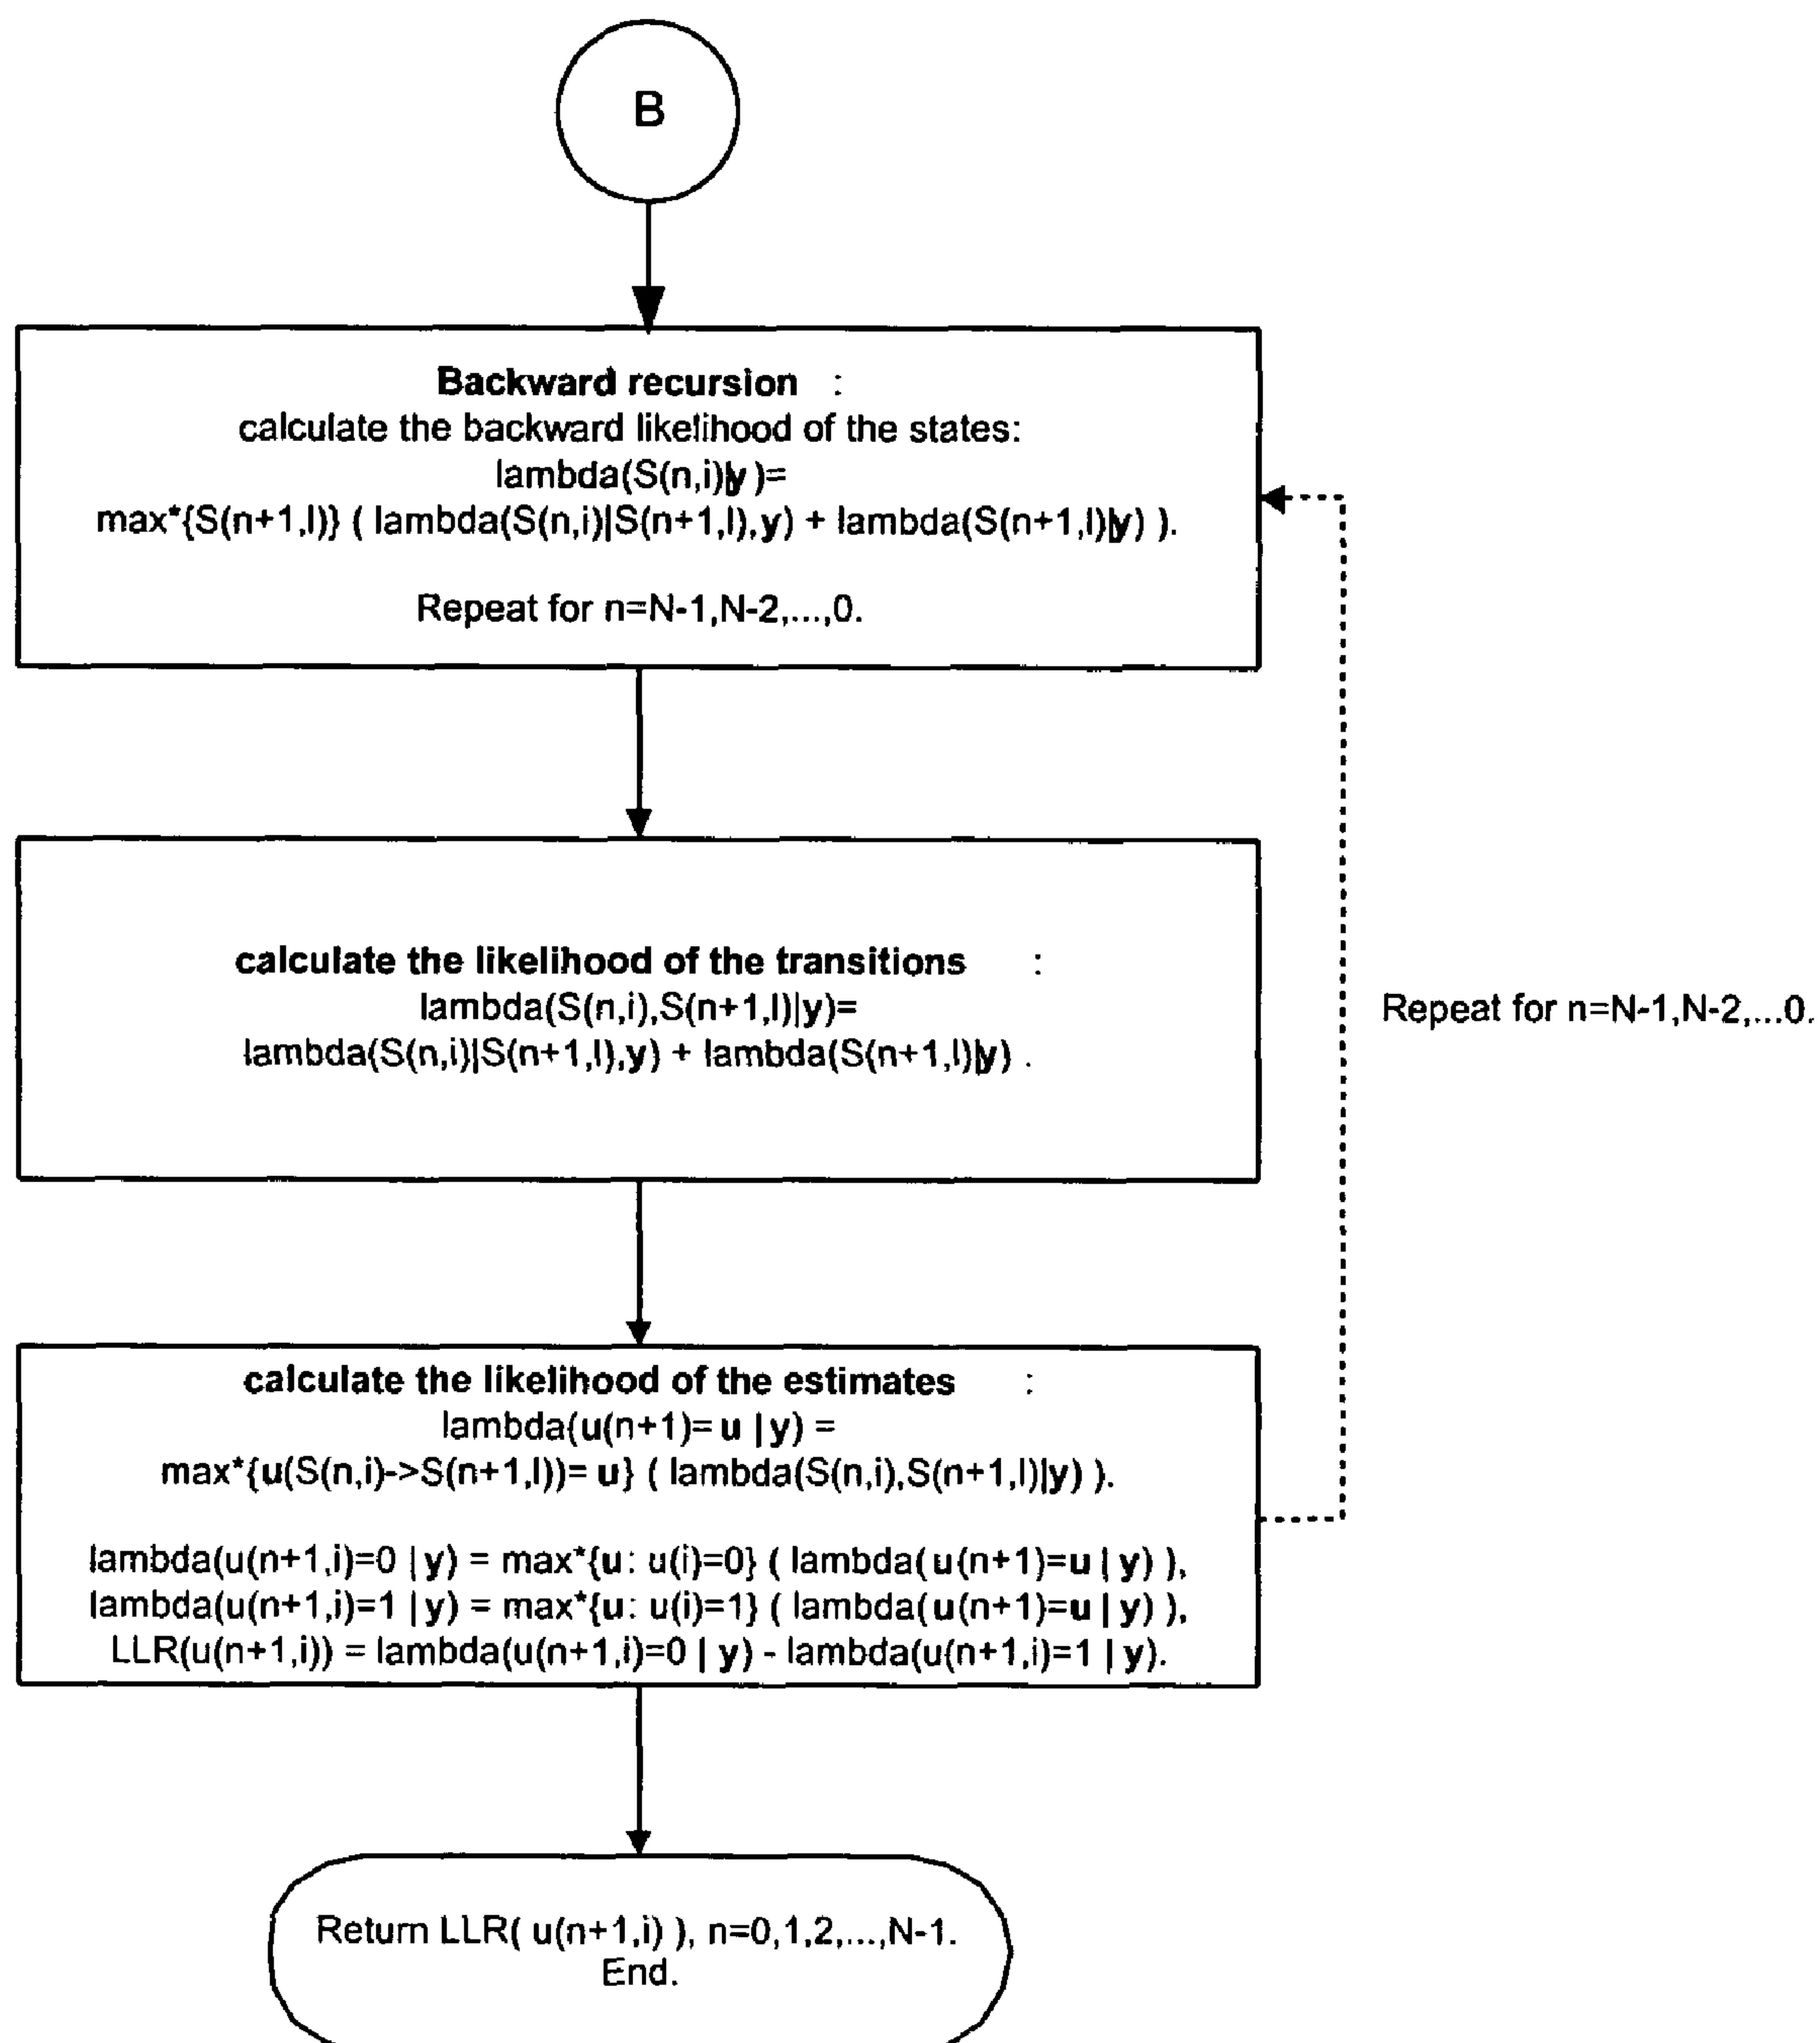 B
Backward recursion :
calculate the backward likelihood of the states:
lambda(S(n,i)|y )=
max*{S(n+1,l)} ( lambda(S(n,i)|S(n+1,l),y) + lambda(S(n+1,l)|y) ).
Repeat for n=N-1,N-2,...,0.
calculate the likelihood of the transitions :
lambda(S(n,i),S(n+1,l)|y)=
lambda(S(n,i)|S(n+1,l),y) + lambda(S(n+1,l)|y) .
Repeat for n=N-1,N-2,...0.
calculate the likelihood of the estimates :
lambda(u(n+1)= u | y) =
max*{u(S(n,i)->S(n+1,l))= u} ( lambda(S(n,i),S(n+1,l)|y) ).
lambda(u(n+1,i)=0 | y) = max*{u: u(i)=0} ( lambda( u(n+1)=u | y) ),
lambda(u(n+1,i)=1 | y) = max*{u: u(i)=1} ( lambda( u(n+1)=u | y) ),
LLR(u(n+1,i)) = lambda(u(n+1,i)=0 | y) - lambda(u(n+1,i)=1 | y).
Return LLR( u(n+1,i) ), n=0,1,2,...,N-1.
End.